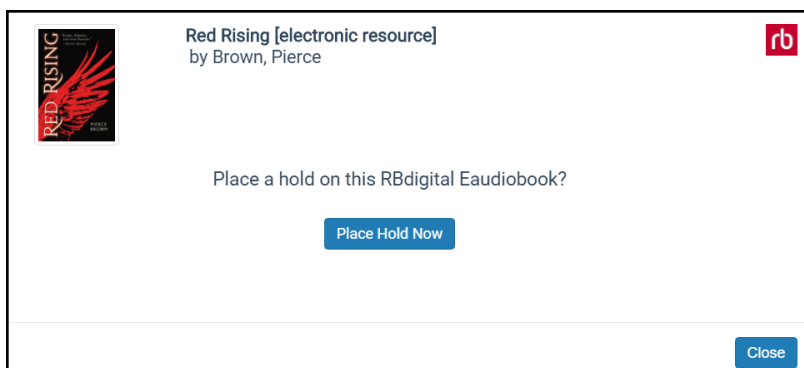 Red Rising [electronic resource]
by Brown, Pierce
rb
RED RISING
PIERCE
BROWN
Place a hold on this RBdigital Eaudiobook?
Place Hold Now
Close